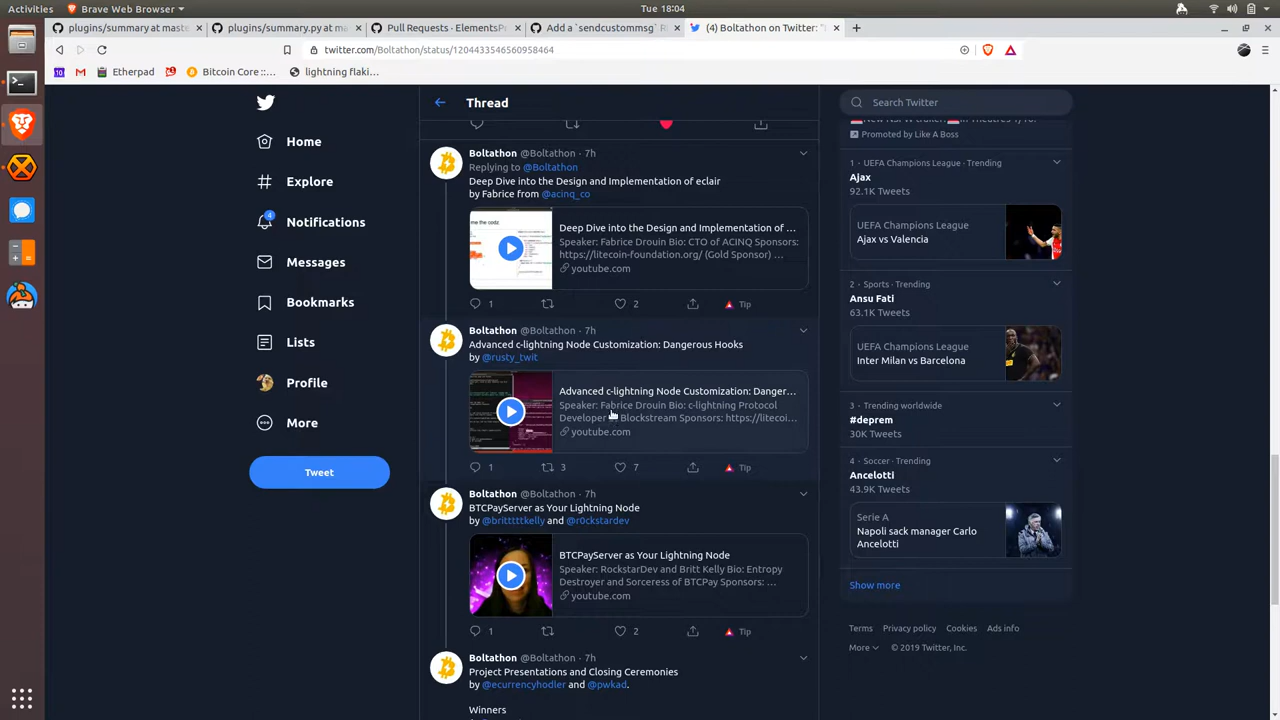 Activities
Brave Web Browser
Tue 18:04
plugins/summary at maste
plugins/summary.py at ma
Pull Requests · ElementsPr
Add a `sendcustommsg` R
(4) Boltathon on Twitter: "
twitter.com/Boltathon/status/1204433546560958464
Etherpad
Bitcoin Core ::...
lightning flaki...
Home
Explore
4
Notifications
Messages
Bookmarks
Lists
Profile
More
Tweet
Thread
Boltathon @Boltathon · 7h
Replying to @Boltathon
Deep Dive into the Design and Implementation of eclair
by Fabrice from @acinq_co
Deep Dive into the Design and Implementation of ...
Speaker: Fabrice Drouin Bio: CTO of ACINQ Sponsors:
https://litecoin-foundation.org/ (Gold Sponsor) ...
youtube.com
1 2 Tip
Boltathon @Boltathon · 7h
Advanced c-lightning Node Customization: Dangerous Hooks
by @rusty_twit
Advanced c-lightning Node Customization: Danger...
Speaker: Fabrice Drouin Bio: c-lightning Protocol
Developer @ Blockstream Sponsors: https://litecoi...
youtube.com
1 3 7 Tip
Boltathon @Boltathon · 7h
BTCPayServer as Your Lightning Node
by @britttttkelly and @r0ckstardev
BTCPayServer as Your Lightning Node
Speaker: RockstarDev and Britt Kelly Bio: Entropy
Destroyer and Sorceress of BTCPay Sponsors: ...
youtube.com
1 2 Tip
Boltathon @Boltathon · 7h
Project Presentations and Closing Ceremonies
by @ecurrencyhodler and @pwkad.
Winners
Search Twitter
Promoted by Like A Boss
1 · UEFA Champions League · Trending
Ajax
92.1K Tweets
UEFA Champions League
Ajax vs Valencia
2 · Sports · Trending
Ansu Fati
63.1K Tweets
UEFA Champions League
Inter Milan vs Barcelona
3 · Trending worldwide
#deprem
30K Tweets
4 · Soccer · Trending
Ancelotti
43.9K Tweets
Serie A
Napoli sack manager Carlo
Ancelotti
Show more
Terms Privacy policy Cookies Ads info
More © 2019 Twitter, Inc.